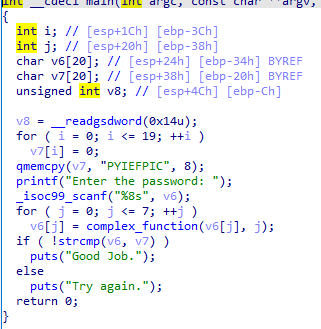 int __cdecl main(int argc, const char **argv,
{
int i; // [esp+1Ch] [ebp-3Ch]
int j; // [esp+20h] [ebp-38h]
char v6[20]; // [esp+24h] [ebp-34h] BYREF
char v7[20]; // [esp+38h] [ebp-20h] BYREF
unsigned int v8; // [esp+4Ch] [ebp-Ch]
v8 = __readgsdword(0x14u);
for ( i = 0; i <= 19; ++i )
v7[i] = 0;
qmemcpy(v7, "PYIEFPIC", 8);
printf("Enter the password: ");
_isoc99_scanf("%8s", v6);
for ( j = 0; j <= 7; ++j )
v6[j] = complex_function(v6[j], j);
if ( !strcmp(v6, v7) )
puts("Good Job.");
else
puts("Try again.");
return 0;
}